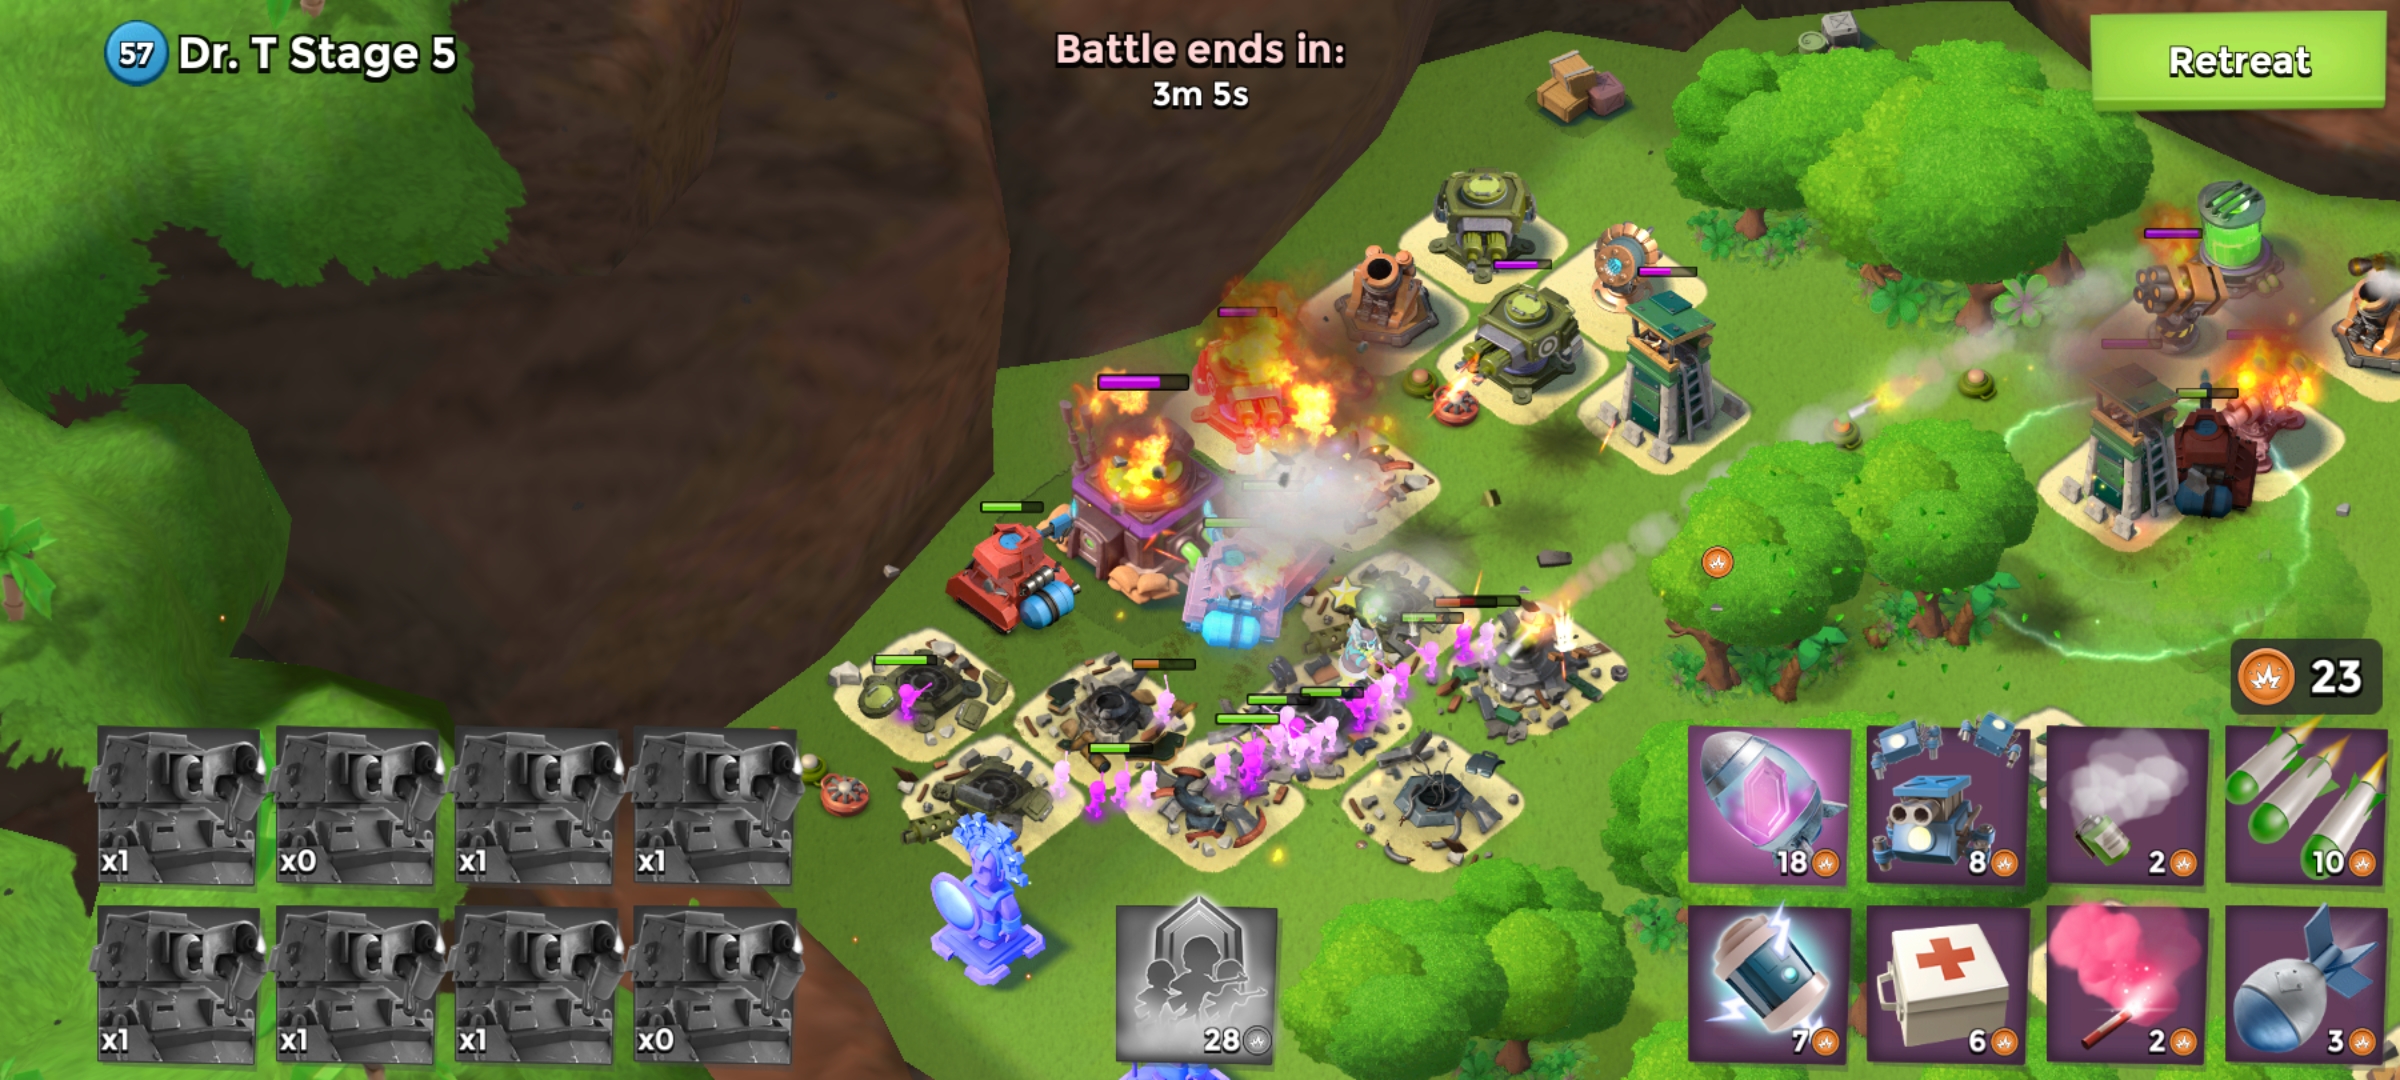 57 Dr. T Stage 5
Battle ends in:
3m 5s
Retreat
23
x1 x0 x1 x1
18 8 2 10
x1 x1 x1 x0
28
7 6 2 3